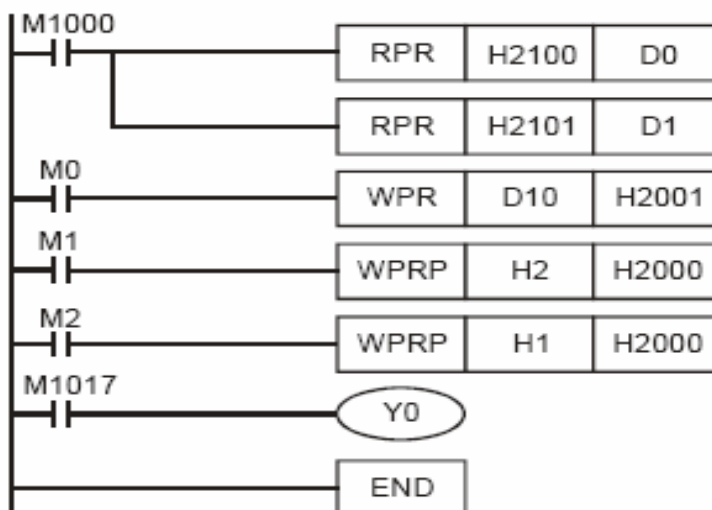 M1000
RPR H2100 D0
RPR H2101 D1
M0
WPR D10 H2001
M1
WPRP H2 H2000
M2
WPRP H1 H2000
M1017
Y0
END